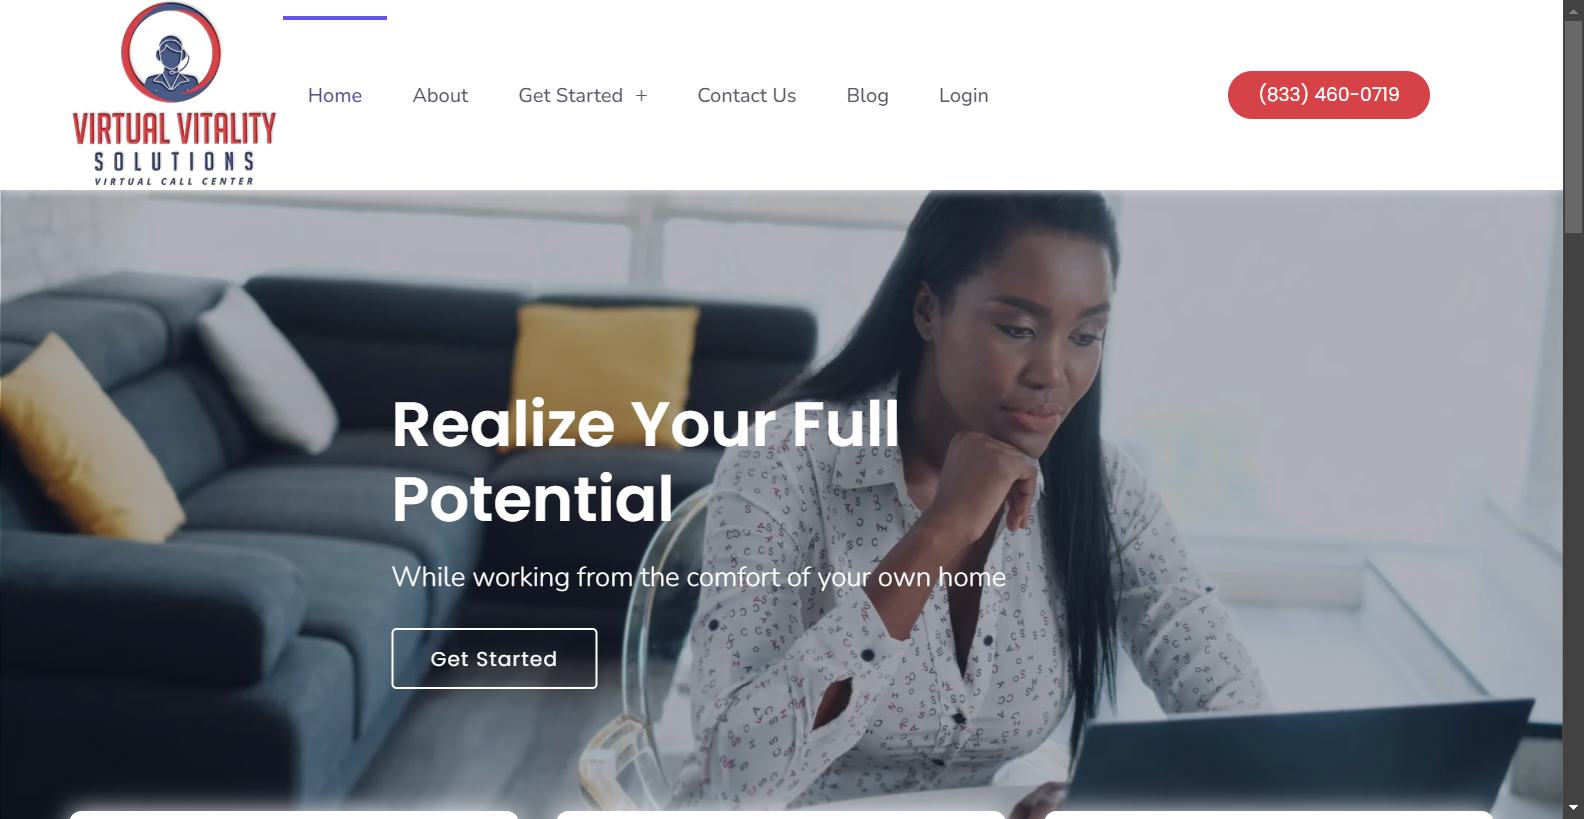 VIRTUAL VITALITY
SOLUTIONS
VIRTUAL CALL CENTER
Home
About
Get Started +
Contact Us
Blog
Login
(833) 460-0719
Realize Your Full
Potential
While working from the comfort of your own home
Get Started